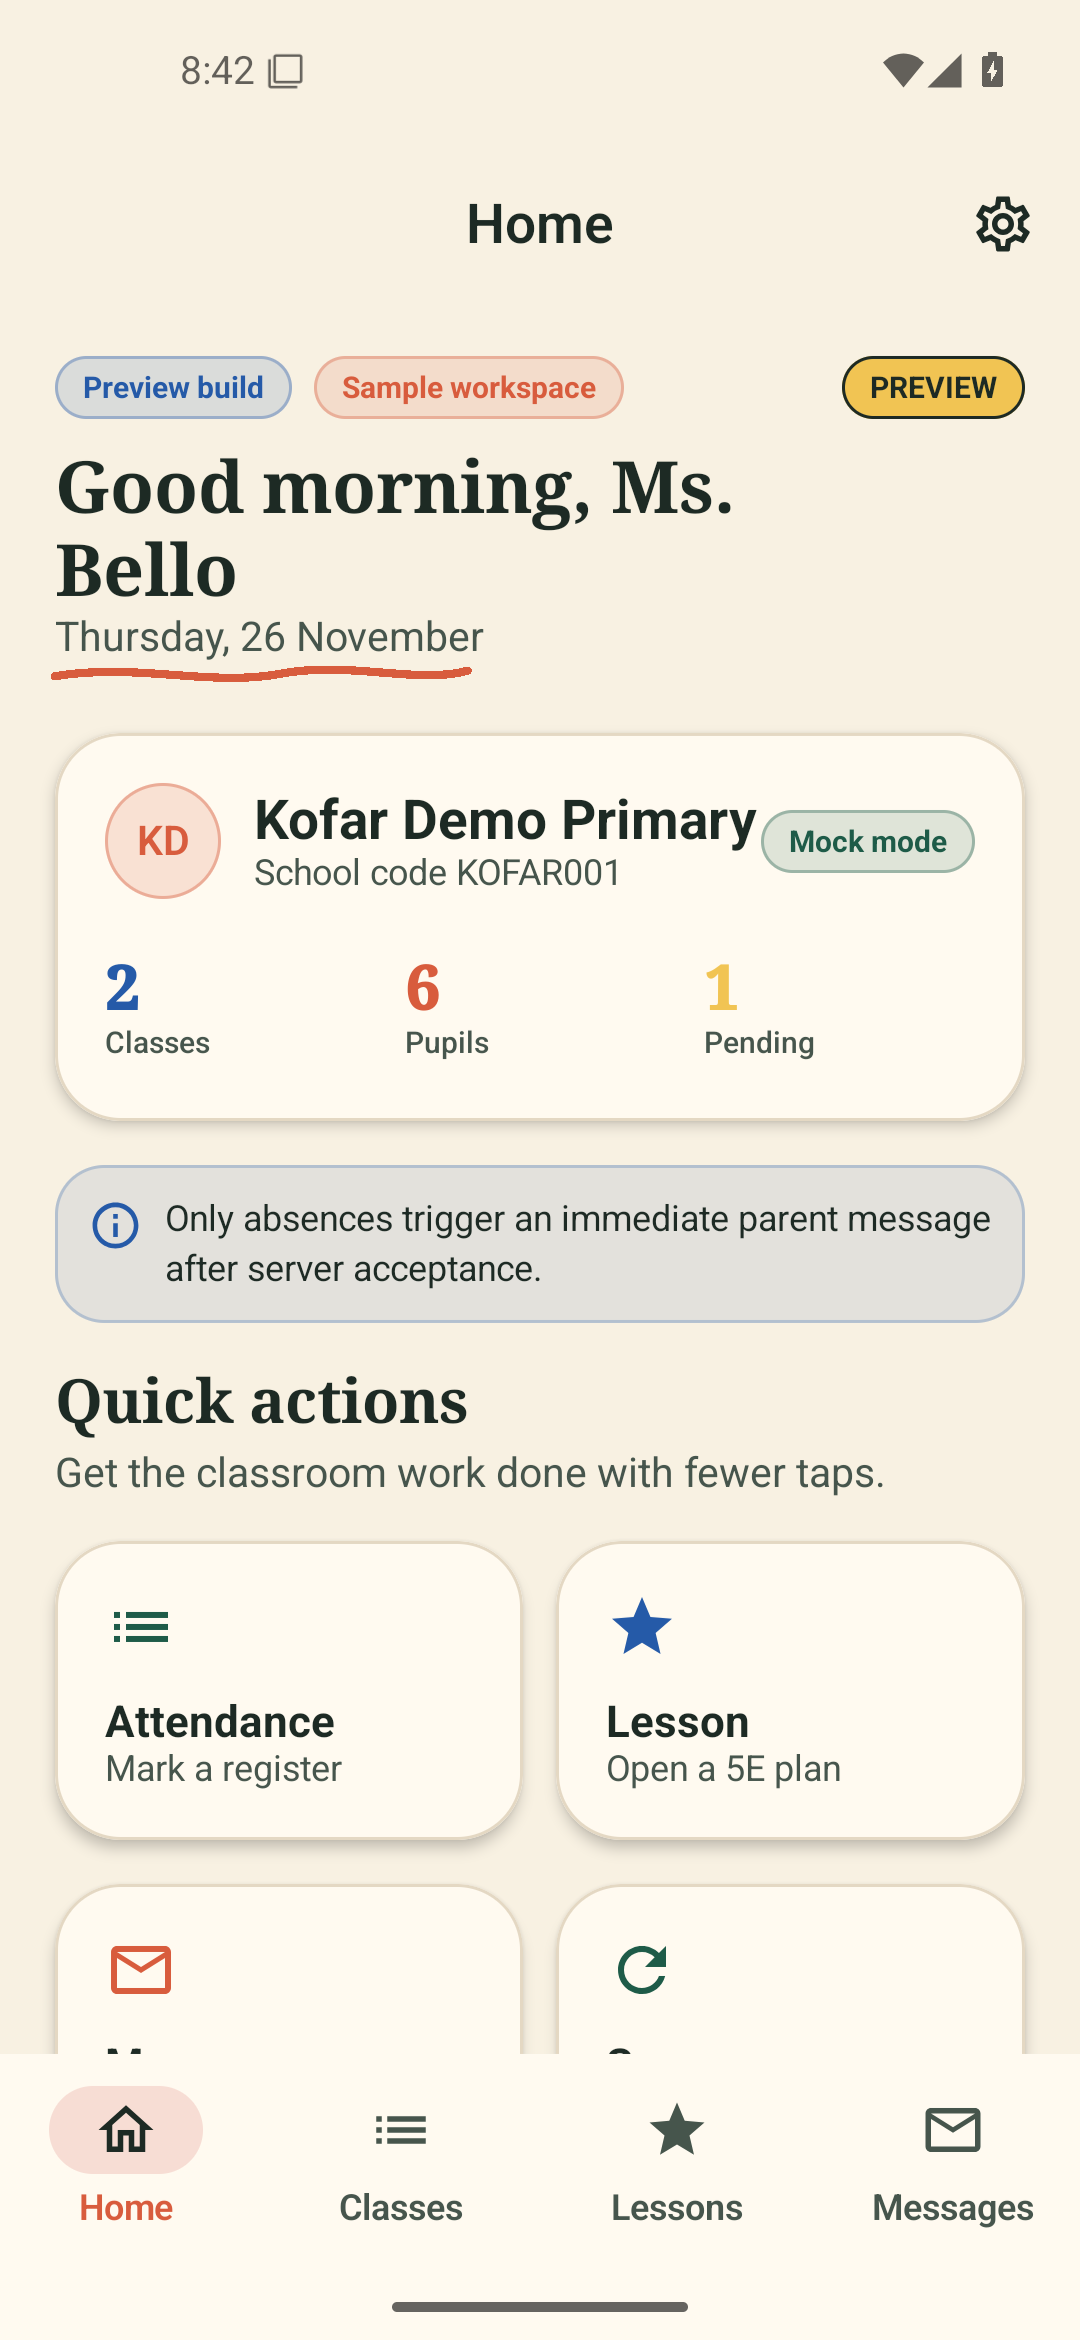 8:42
Home
Preview build
Sample workspace
PREVIEW
Good morning, Ms.
Bello
Thursday, 26 November
KD
Kofar Demo Primary
School code KOFAR001
Mock mode
2
Classes
6
Pupils
1
Pending
Only absences trigger an immediate parent message
after server acceptance.
Quick actions
Get the classroom work done with fewer taps.
Attendance
Mark a register
Lesson
Open a 5E plan
Home
Classes
Lessons
Messages